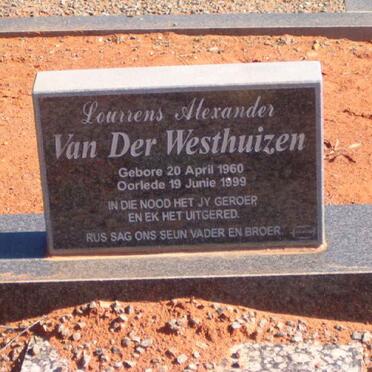 Lourrens Alexander
Van Der Westhuizen
Gebore 20 April 1960
Oorlede 19 Junie 1999
IN DIE NOOD HET JY GEROEP
EN EK HET UITGERED.
RUS SAG ONS SEUN VADER EN BROER.